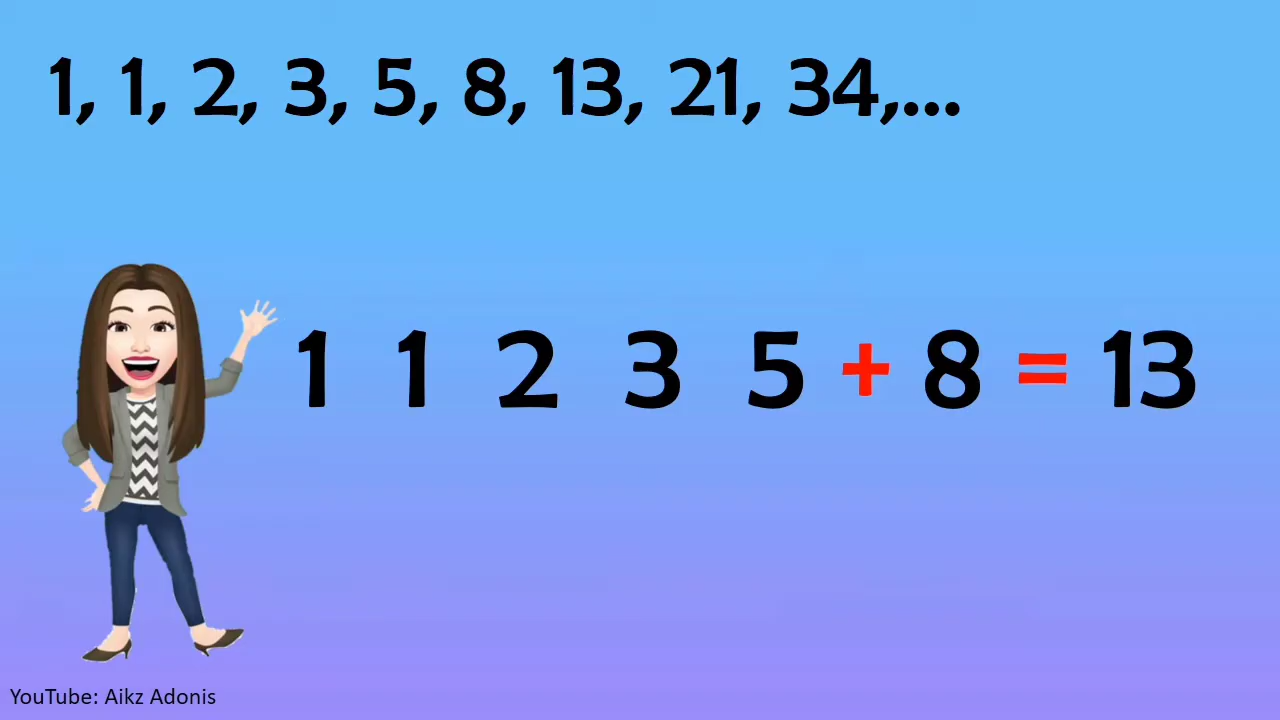 1, 1, 2, 3, 5, 8, 13, 21, 34,...
1 1 2 3 5 + 8 = 13
YouTube: Aikz Adonis